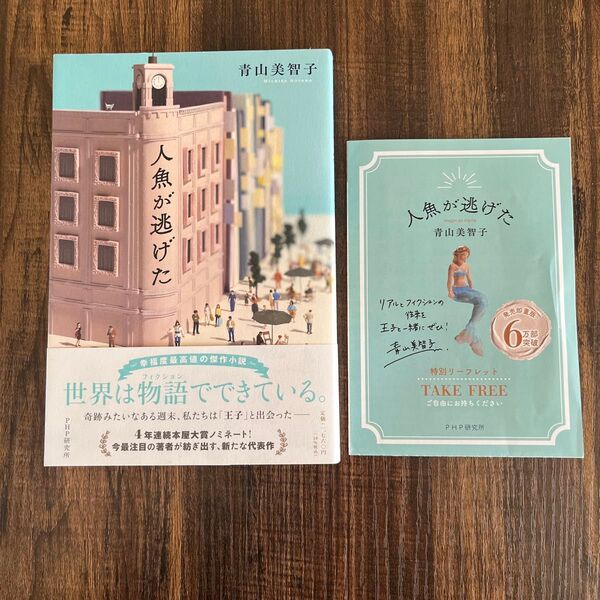 青山美智子
Michiko Aoyama
人魚が逃げた
幸福度最高値の傑作小説
フィクション
世界は物語でできている。
奇跡みたいなある週末、私たちは「王子」と出会った――
4年連続本屋大賞ノミネート!
今最注目の著者が紡ぎ出す、新たな代表作
PHP研究所
人魚が逃げた
青山美智子
リアルとフィクションの
往来を
王子と一緒にぜひ!
青山美智子
発売即重版
6万部
突破
特別リーフレット
TAKE FREE
ご自由にお持ちください
PHP研究所